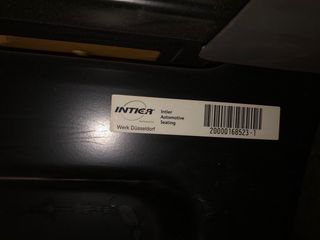 INTIER
Intier
Automotive
Seating
Werk Düsseldorf
20000168523-1